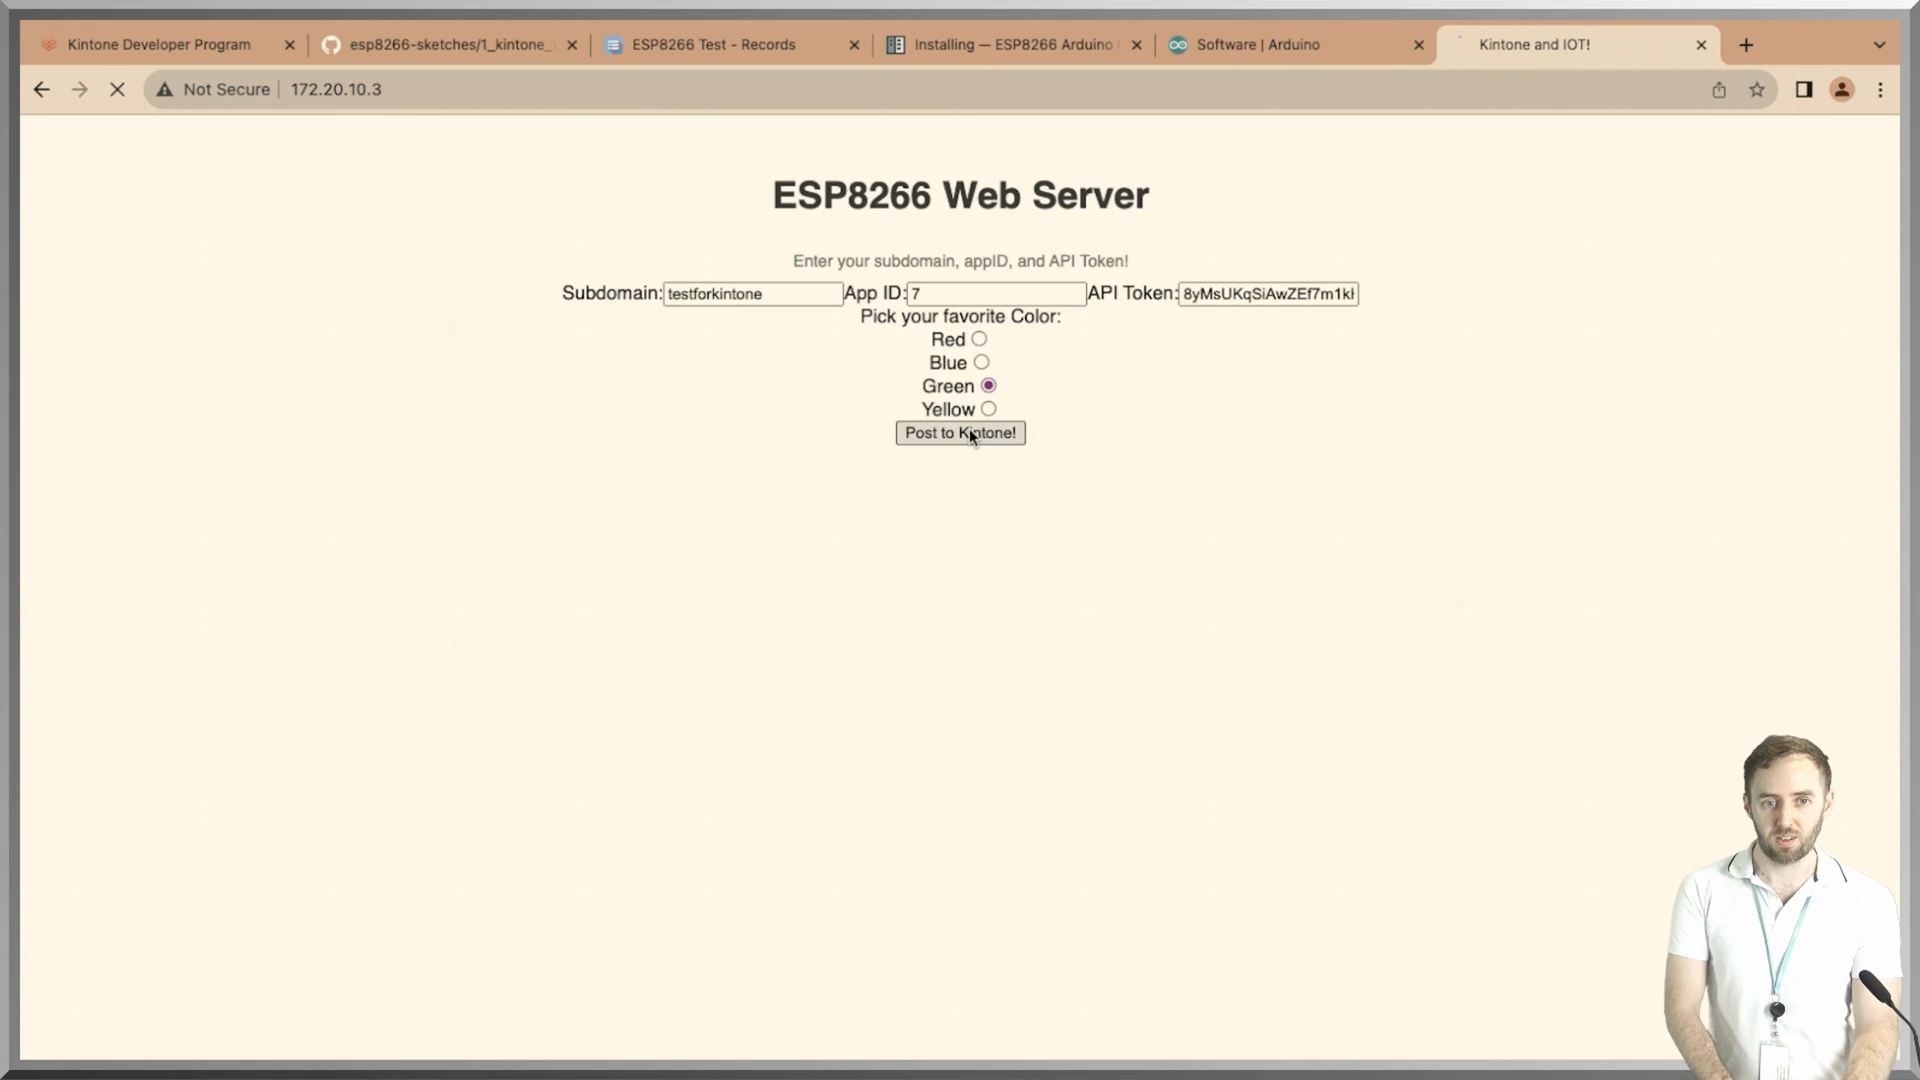 Kintone Developer Program
esp8266-sketches/1_kintone_
ESP8266 Test - Records
Installing — ESP8266 Arduino
Software | Arduino
Kintone and IOT!
Not Secure
172.20.10.3
ESP8266 Web Server
Enter your subdomain, appID, and API Token!
Subdomain: testforkintone App ID: 7 API Token: 8yMsUKqSiAwZEf7m1k
Pick your favorite Color:
Red
Blue
Green
Yellow
Post to Kintone!